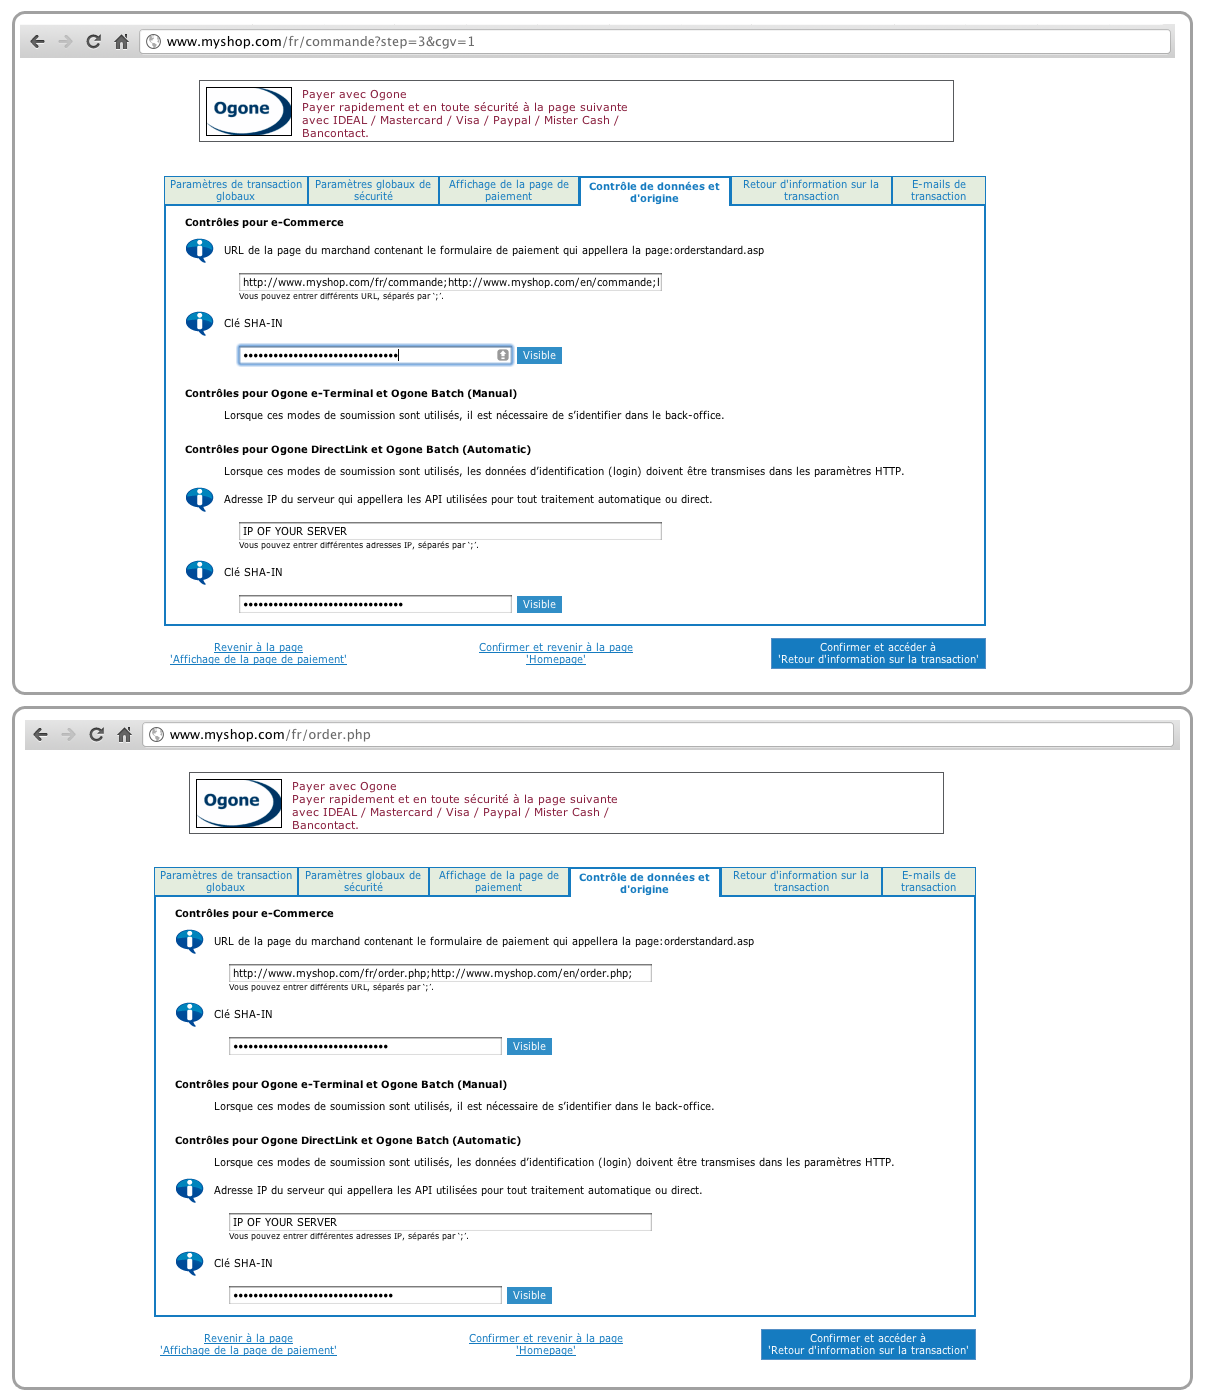 www.myshop.com/fr/commande?step=3&cgv=1
Ogone
Payer avec Ogone
Payer rapidement et en toute sécurité à la page suivante
avec IDEAL / Mastercard / Visa / Paypal / Mister Cash /
Bancontact.
Paramètres de transaction
globaux
Paramètres globaux de
sécurité
Affichage de la page de
paiement
Contrôle de données et
d'origine
Retour d'information sur la
transaction
E-mails de
transaction
Contrôles pour e-Commerce
URL de la page du marchand contenant le formulaire de paiement qui appellera la page:orderstandard.asp
http://www.myshop.com/fr/commande;http://www.myshop.com/en/commande;
Vous pouvez entrer différents URL, séparés par ‘;’.
Clé SHA-IN
Visible
Contrôles pour Ogone e-Terminal et Ogone Batch (Manual)
Lorsque ces modes de soumission sont utilisés, il est nécessaire de s’identifier dans le back-office.
Contrôles pour Ogone DirectLink et Ogone Batch (Automatic)
Lorsque ces modes de soumission sont utilisés, les données d’identification (login) doivent être transmises dans les paramètres HTTP.
Adresse IP du serveur qui appellera les API utilisées pour tout traitement automatique ou direct.
IP OF YOUR SERVER
Vous pouvez entrer différentes adresses IP, séparés par ‘;’.
Clé SHA-IN
Visible
Revenir à la page
'Affichage de la page de paiement'
Confirmer et revenir à la page
'Homepage'
Confirmer et accéder à
'Retour d'information sur la transaction'
www.myshop.com/fr/order.php
Ogone
Payer avec Ogone
Payer rapidement et en toute sécurité à la page suivante
avec IDEAL / Mastercard / Visa / Paypal / Mister Cash /
Bancontact.
Paramètres de transaction
globaux
Paramètres globaux de
sécurité
Affichage de la page de
paiement
Contrôle de données et
d'origine
Retour d'information sur la
transaction
E-mails de
transaction
Contrôles pour e-Commerce
URL de la page du marchand contenant le formulaire de paiement qui appellera la page:orderstandard.asp
http://www.myshop.com/fr/order.php;http://www.myshop.com/en/order.php;
Vous pouvez entrer différents URL, séparés par ‘;’.
Clé SHA-IN
Visible
Contrôles pour Ogone e-Terminal et Ogone Batch (Manual)
Lorsque ces modes de soumission sont utilisés, il est nécessaire de s’identifier dans le back-office.
Contrôles pour Ogone DirectLink et Ogone Batch (Automatic)
Lorsque ces modes de soumission sont utilisés, les données d’identification (login) doivent être transmises dans les paramètres HTTP.
Adresse IP du serveur qui appellera les API utilisées pour tout traitement automatique ou direct.
IP OF YOUR SERVER
Vous pouvez entrer différentes adresses IP, séparés par ‘;’.
Clé SHA-IN
Visible
Revenir à la page
'Affichage de la page de paiement'
Confirmer et revenir à la page
'Homepage'
Confirmer et accéder à
'Retour d'information sur la transaction'